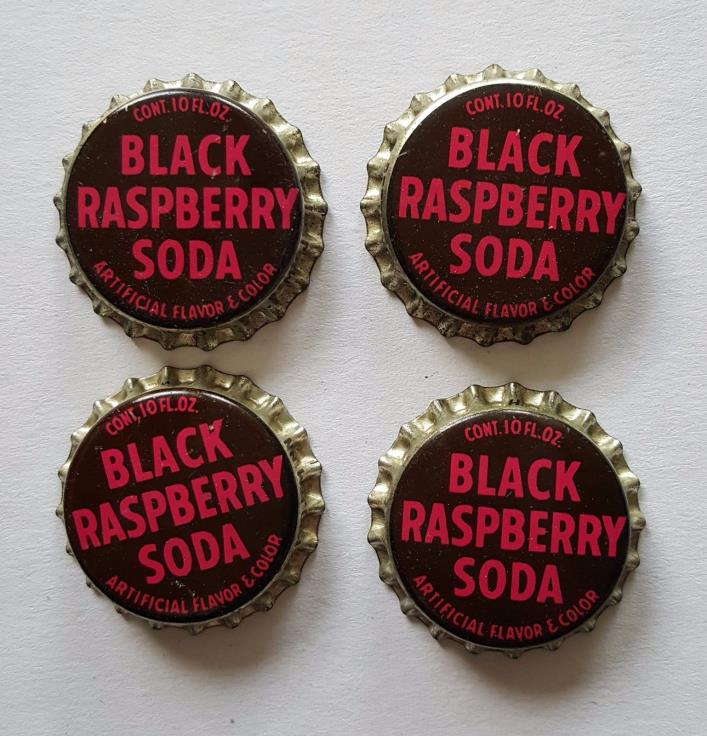 CONT. 10 FL. OZ.
BLACK
RASPBERRY
SODA
ARTIFICIAL FLAVOR & COLOR
CONT. 10 FL. OZ.
BLACK
RASPBERRY
SODA
ARTIFICIAL FLAVOR & COLOR
CONT. 10 FL. OZ.
BLACK
RASPBERRY
SODA
ARTIFICIAL FLAVOR & COLOR
CONT. 10 FL. OZ.
BLACK
RASPBERRY
SODA
ARTIFICIAL FLAVOR & COLOR